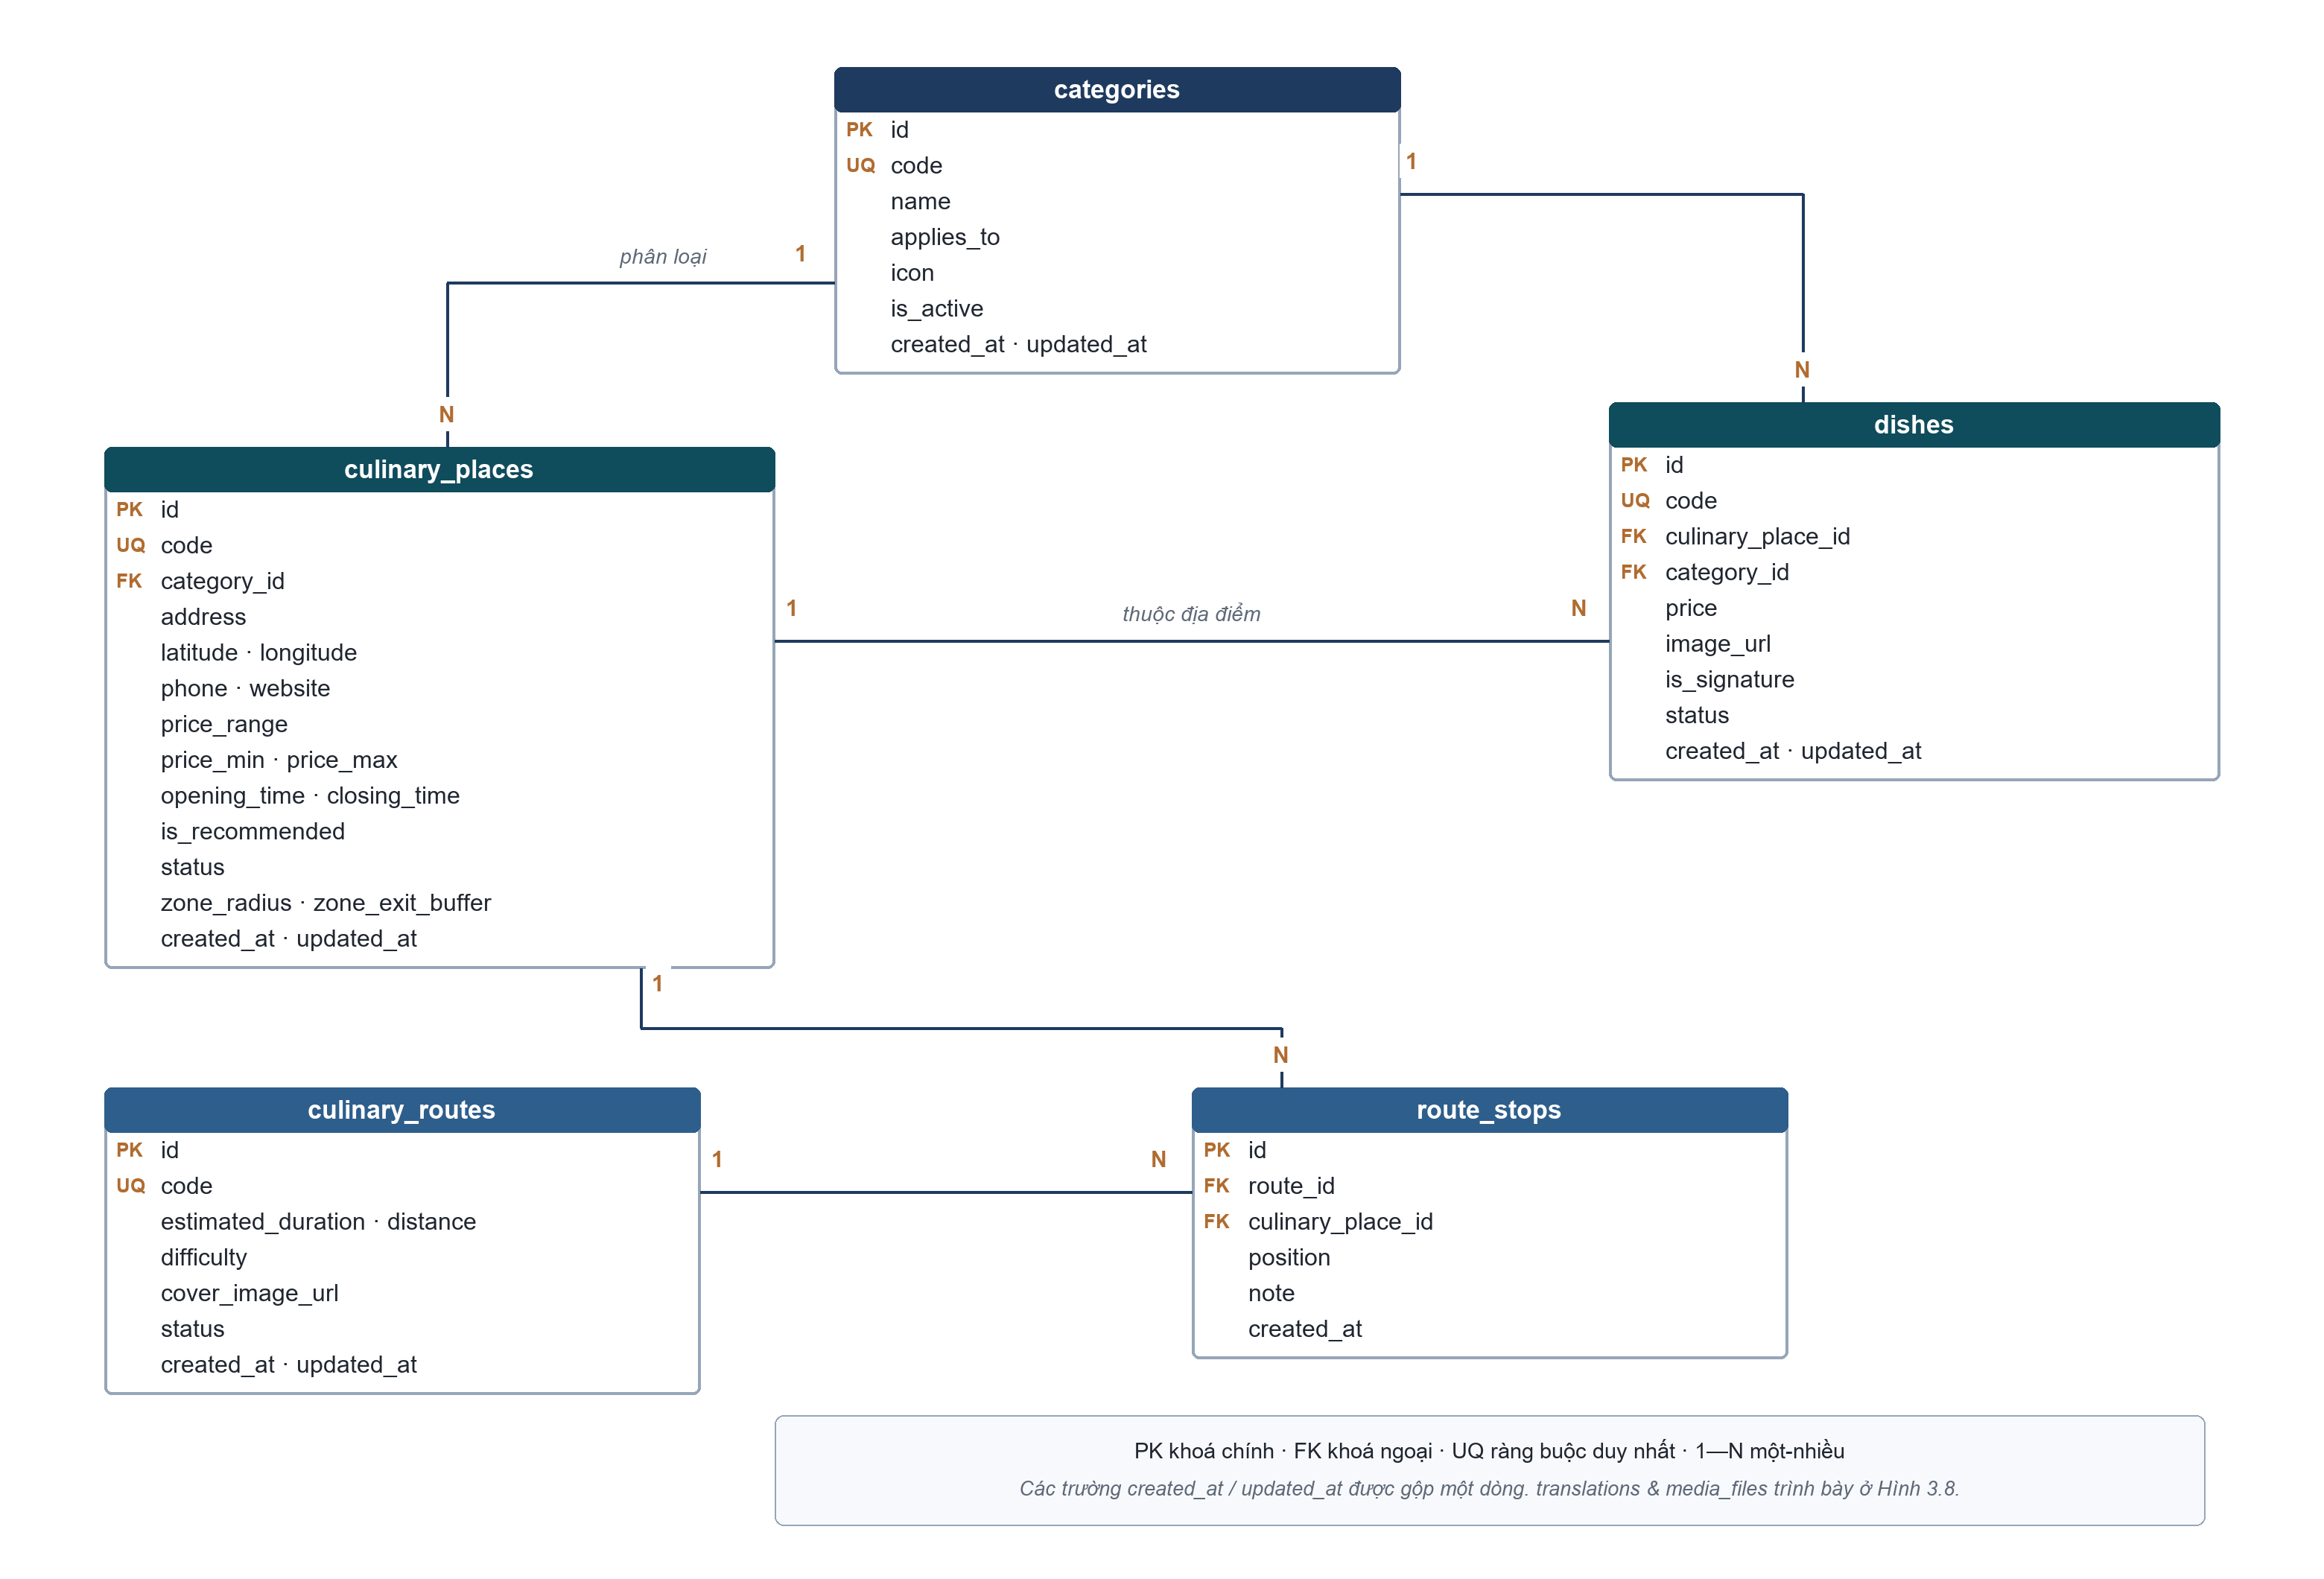 categories
PK id
UQ code
name
applies_to
icon
is_active
created_at · updated_at
1
phân loại
1
N
N
culinary_places
PK id
UQ code
FK category_id
address
latitude · longitude
phone · website
price_range
price_min · price_max
opening_time · closing_time
is_recommended
status
zone_radius · zone_exit_buffer
created_at · updated_at
1
thuộc địa điểm
N
dishes
PK id
UQ code
FK culinary_place_id
FK category_id
price
image_url
is_signature
status
created_at · updated_at
1
N
culinary_routes
PK id
UQ code
estimated_duration · distance
difficulty
cover_image_url
status
created_at · updated_at
1
N
route_stops
PK id
FK route_id
FK culinary_place_id
position
note
created_at
PK khoá chính · FK khoá ngoại · UQ ràng buộc duy nhất · 1—N một-nhiều
Các trường created_at / updated_at được gộp một dòng. translations & media_files trình bày ở Hình 3.8.